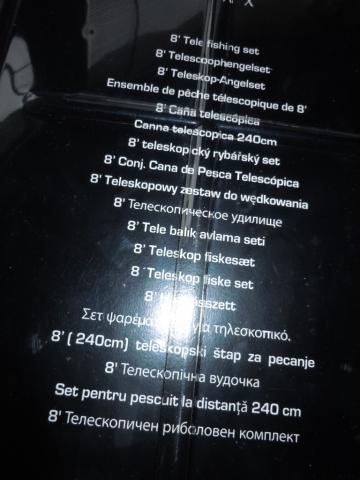 8' Tele fishing set
8' Telescoophengelset
8' Teleskop-Angelset
Ensemble de pêche télescopique de 8'
8' Caña telescópica
Canna telescopica 240cm
8' teleskopický rybářský set
8' Conj. Cana de Pesca Telescópica
8' Teleskopowy zestaw do wędkowania
8' Телескопическое удилище
8' Tele balık avlama seti
8' Teleskop fiskesæt
8 ´Teleskop fiske set
8'
Σετ για τηλεσκοπικό.
8' ( 240cm) teleskopski štap za pecanje
8' Телескопічна вудочка
Set pentru pescuit la distanță 240 cm
8' Телескопичен риболовен комплект